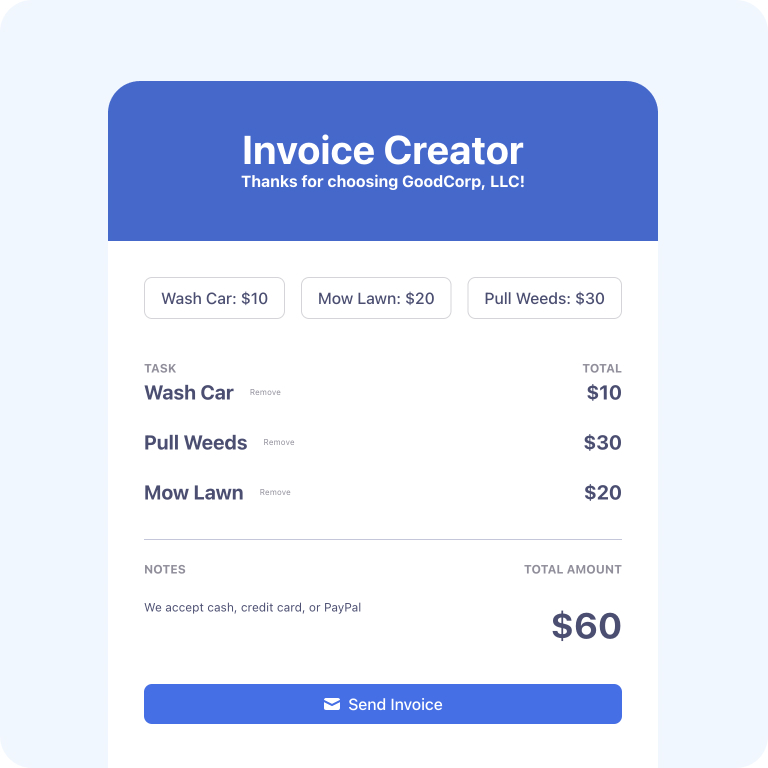 Invoice Creator
Thanks for choosing GoodCorp, LLC!
Wash Car: $10 Mow Lawn: $20 Pull Weeds: $30
TASK TOTAL
Wash Car Remove $10
Pull Weeds Remove $30
Mow Lawn Remove $20
NOTES TOTAL AMOUNT
We accept cash, credit card, or PayPal
$60
Send Invoice